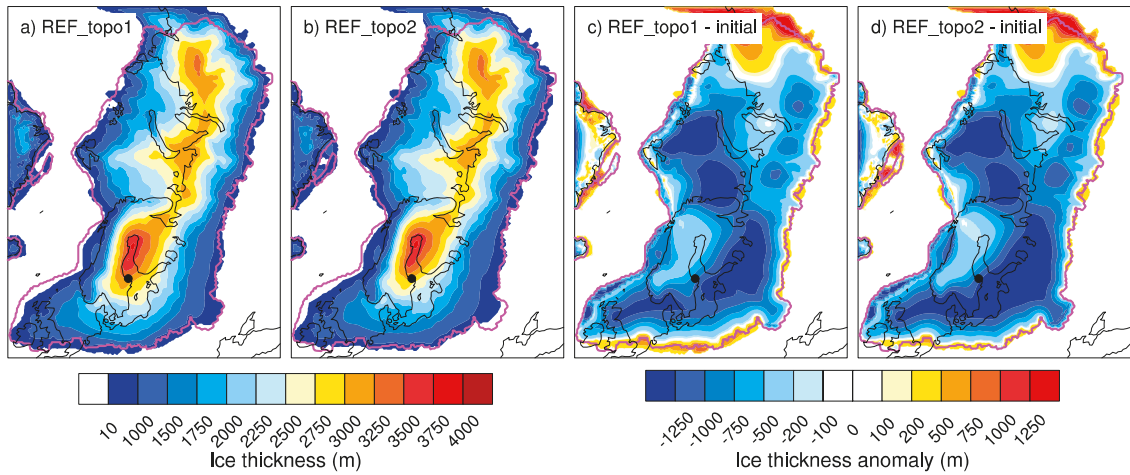 a) REF_topo1
b) REF_topo2
c) REF_topo1 - initial
d) REF_topo2 - initial
10 1000 1500 1750 2000 2250 2500 2750 3000 3250 3500 3750 4000
Ice thickness (m)
-1250 -1000 -750 -500 -200 -100 0 100 200 500 750 1000 1250
Ice thickness anomaly (m)